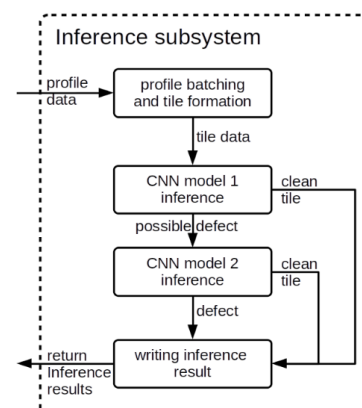 Inference subsystem
profile
data
profile batching
and tile formation
tile data
CNN model 1
inference
clean
tile
possible defect
CNN model 2
inference
clean
tile
defect
writing inference
result
return
Inference
results